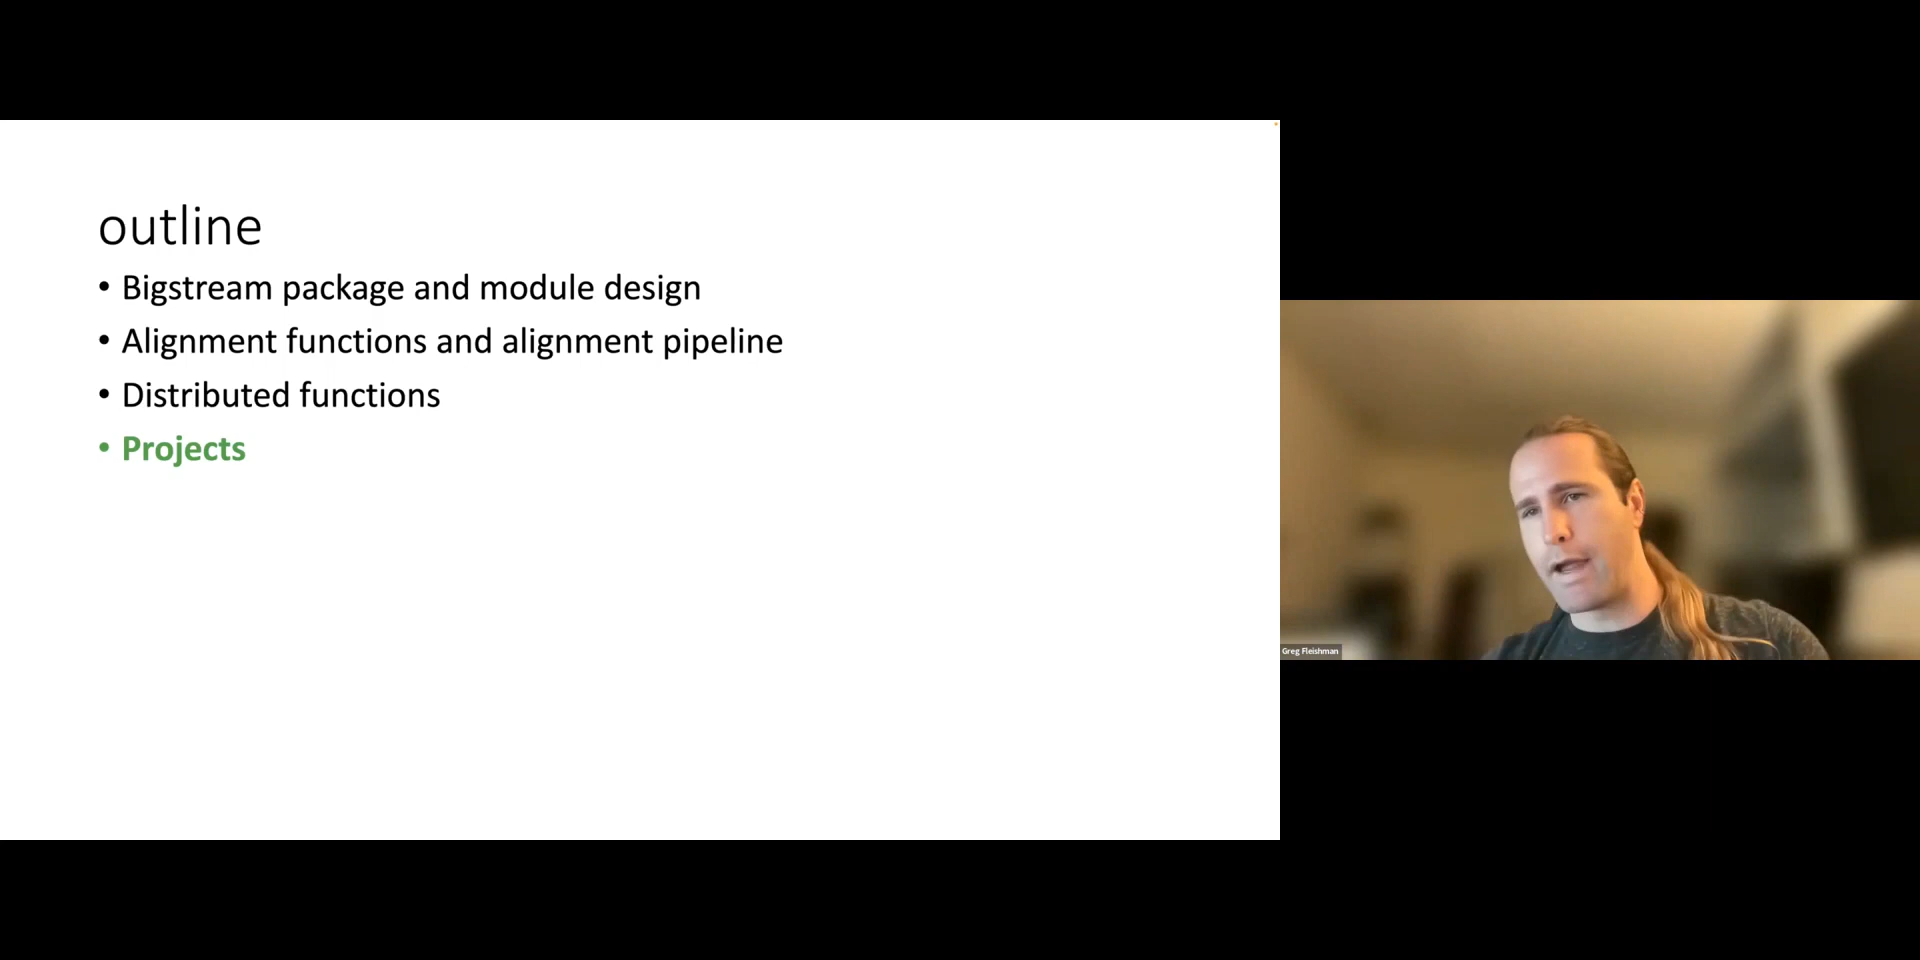 outline
• Bigstream package and module design
• Alignment functions and alignment pipeline
• Distributed functions
• Projects
Greg Fleishman